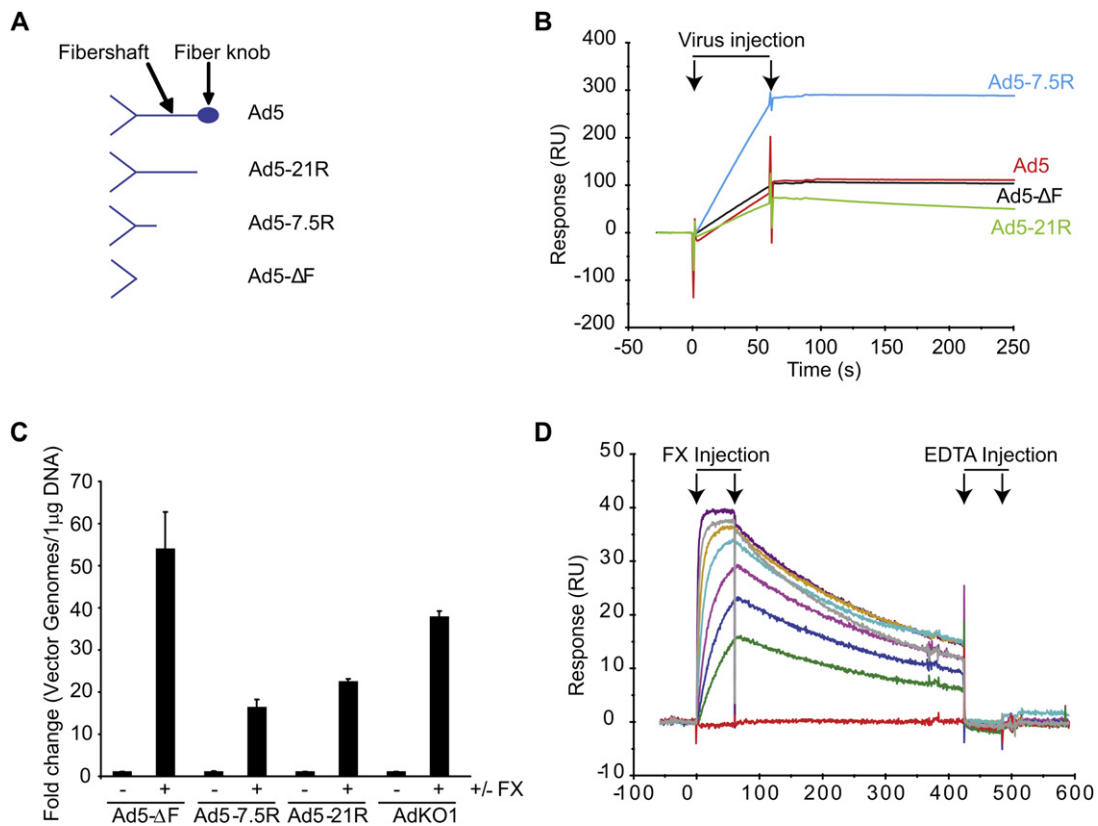 A
Fibershaft Fiber knob
Ad5
Ad5-21R
Ad5-7.5R
Ad5-ΔF
B
Virus injection
Response (RU)
400
300
200
100
0
-100
-200
-50 0 50 100 150 200 250
Time (s)
Ad5-7.5R
Ad5
Ad5-ΔF
Ad5-21R
C
Fold change (Vector Genomes/1µg DNA)
70
60
50
40
30
20
10
0
- + - + - + - + +/- FX
Ad5-ΔF Ad5-7.5R Ad5-21R AdKO1
D
FX Injection EDTA Injection
Response (RU)
50
40
30
20
10
0
-10
-100 0 100 200 300 400 500 600